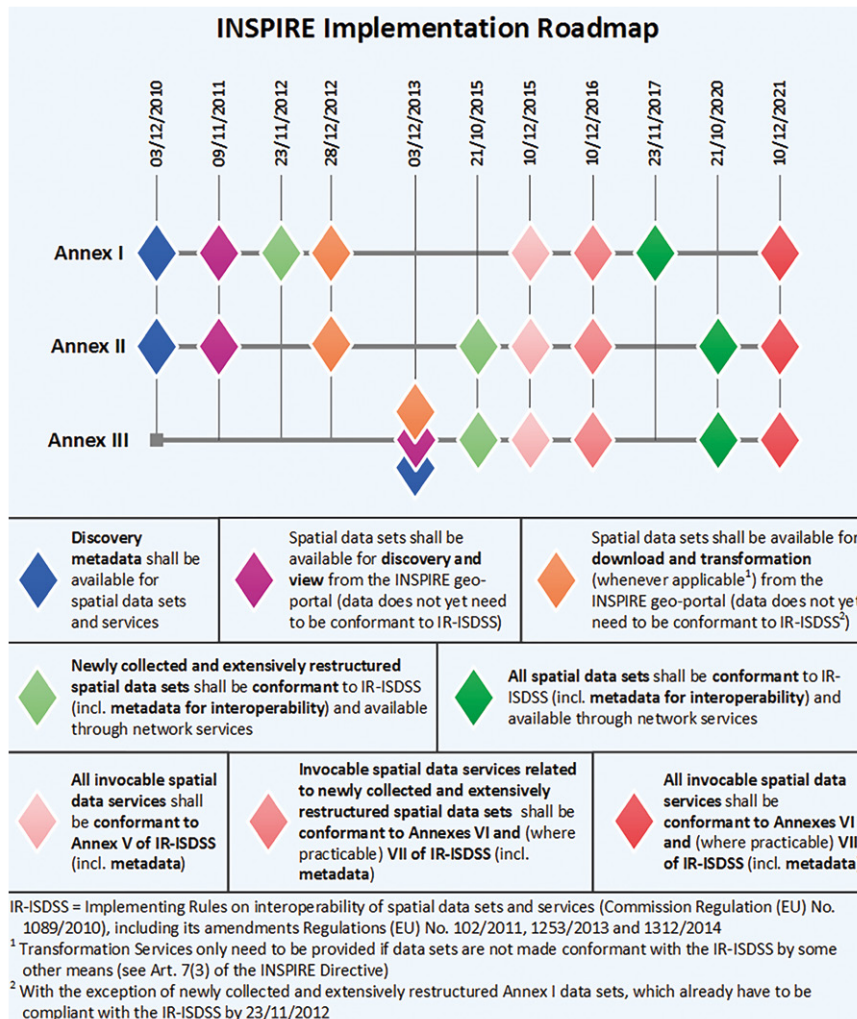 INSPIRE Implementation Roadmap
03/12/2010
09/11/2011
23/11/2012
28/12/2012
03/12/2013
21/10/2015
10/12/2015
10/12/2016
23/11/2017
21/10/2020
10/12/2021
Annex I
Annex II
Annex III
Discovery
metadata shall be
available for
spatial data sets
and services
Spatial data sets shall be
available for discovery and
view from the INSPIRE geo-
portal (data does not yet need
to be conformant to IR-ISDSS)
Spatial data sets shall be available for
download and transformation
(whenever applicable¹) from the
INSPIRE geo-portal (data does not yet
need to be conformant to IR-ISDSS²)
Newly collected and extensively restructured
spatial data sets shall be conformant to IR-ISDSS
(incl. metadata for interoperability) and available
through network services
All spatial data sets shall be conformant to IR-
ISDSS (incl. metadata for interoperability) and
available through network services
All invocable spatial
data services shall
be conformant to
Annex V of IR-ISDSS
(incl. metadata)
Invocable spatial data services related
to newly collected and extensively
restructured spatial data sets shall be
conformant to Annexes VI and (where
practicable) VII of IR-ISDSS (incl.
metadata)
All invocable spatial data
services shall be
conformant to Annexes VI
and (where practicable) VII
of IR-ISDSS (incl. metadata
IR-ISDSS = Implementing Rules on interoperability of spatial data sets and services (Commission Regulation (EU) No.
1089/2010), including its amendments Regulations (EU) No. 102/2011, 1253/2013 and 1312/2014
¹ Transformation Services only need to be provided if data sets are not made conformant with the IR-ISDSS by some
other means (see Art. 7(3) of the INSPIRE Directive)
² With the exception of newly collected and extensively restructured Annex I data sets, which already have to be
compliant with the IR-ISDSS by 23/11/2012